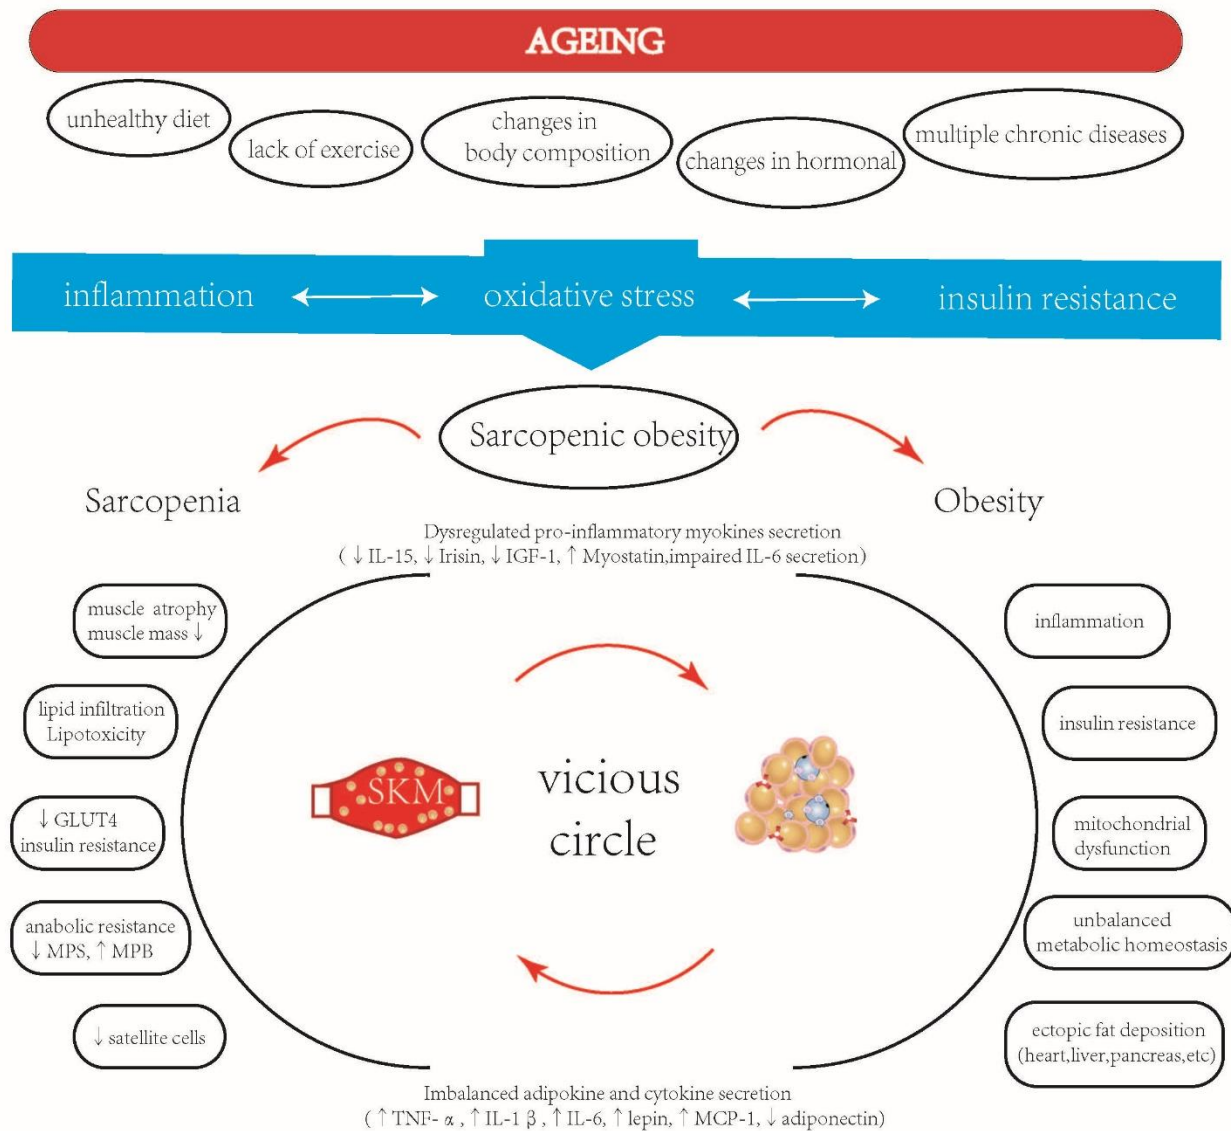 AGEING
unhealthy diet
lack of exercise
changes in
body composition
changes in hormonal
multiple chronic diseases
inflammation
oxidative stress
insulin resistance
Sarcopenic obesity
Sarcopenia
Obesity
Dysregulated pro-inflammatory myokines secretion
( ↓ IL-15, ↓ Irisin, ↓ IGF-1, ↑ Myostatin,impaired IL-6 secretion)
muscle atrophy
muscle mass ↓
lipid infiltration
Lipotoxicity
↓ GLUT4
insulin resistance
anabolic resistance
↓ MPS, ↑ MPB
↓ satellite cells
SKM
vicious
circle
inflammation
insulin resistance
mitochondrial
dysfunction
unbalanced
metabolic homeostasis
ectopic fat deposition
(heart,liver,pancreas,etc)
Imbalanced adipokine and cytokine secretion
( ↑ TNF- α , ↑ IL-1 β , ↑ IL-6, ↑ lepin, ↑ MCP-1, ↓ adiponectin)